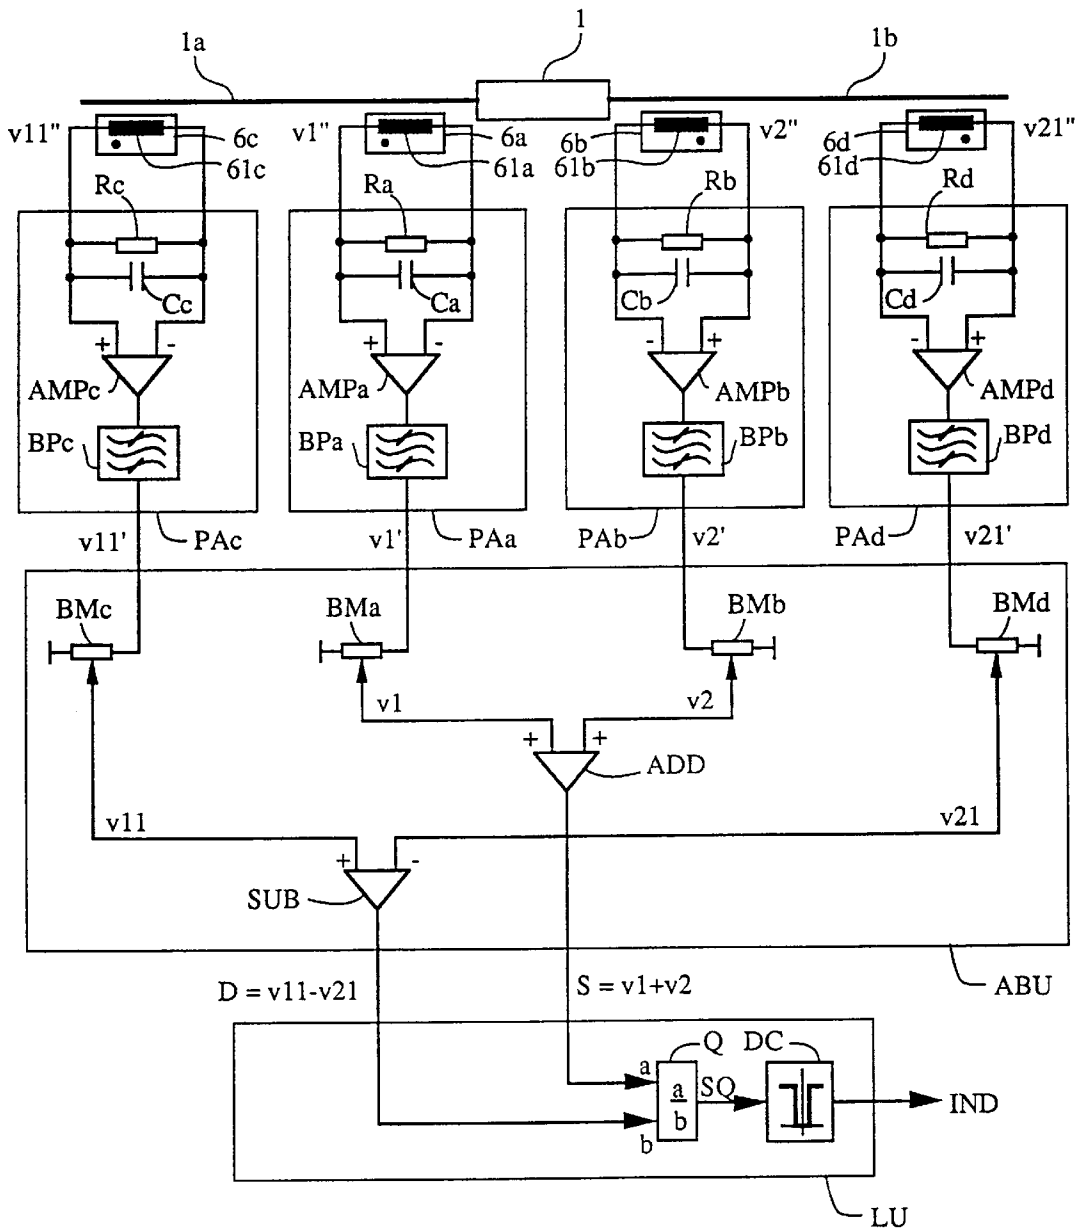 1
1a
1b
v11"
6c
v1"
6a
6b
v2"
6d
v21"
61c
61a
61b
61d
Rc
Ra
Rb
Rd
Cc
Ca
Cb
Cd
+ -
+ -
- +
- +
AMPc
AMPa
AMPb
AMPd
BPc
BPa
BPb
BPd
v11'
PAc
v1'
PAa
PAb
v2'
PAd
v21'
BMc
BMa
BMb
BMd
v1
v2
+ +
ADD
v11
v21
+ -
SUB
D = v11-v21
S = v1+v2
ABU
Q
DC
a
a
b
SQ
b
IND
LU